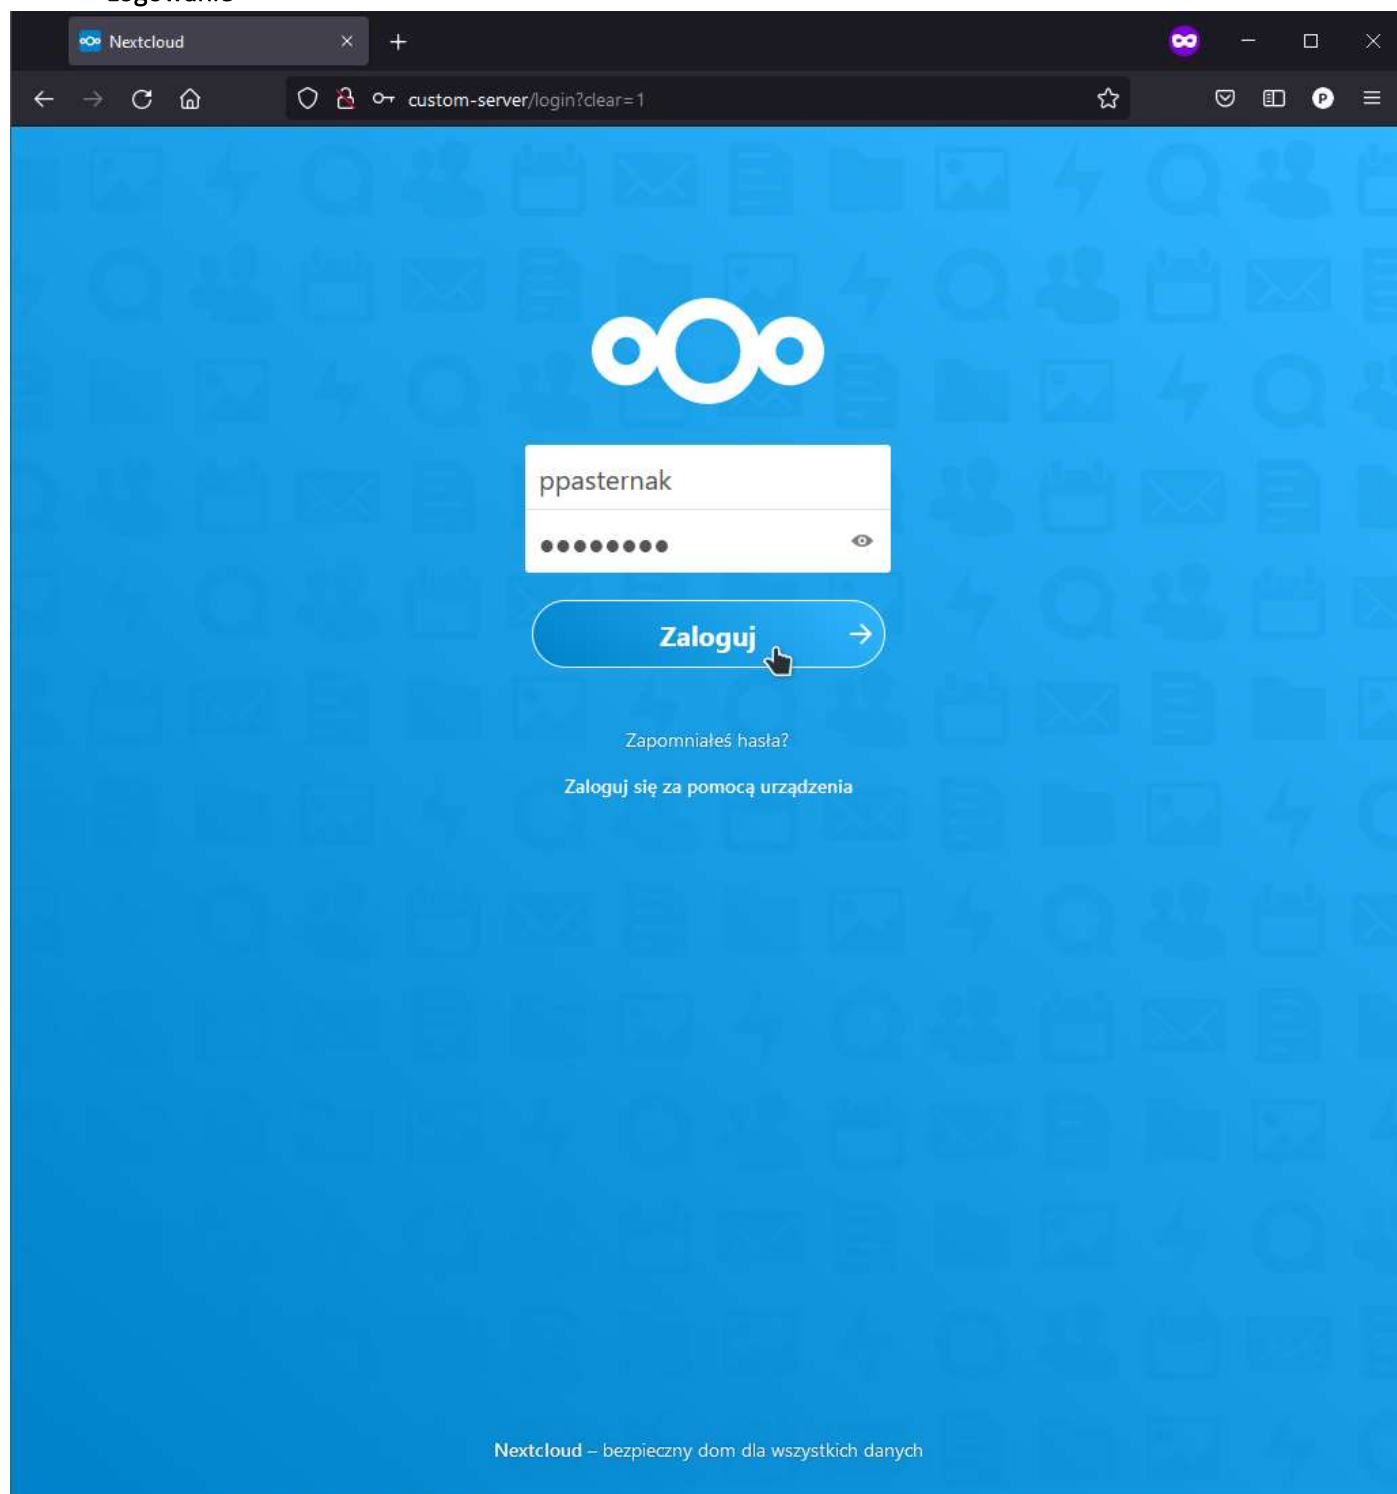 Logowanie
Nextcloud
custom-server/login?clear=1
P
ppasternak
Zaloguj
Zapomniałeś hasła?
Zaloguj się za pomocą urządzenia
Nextcloud – bezpieczny dom dla wszystkich danych